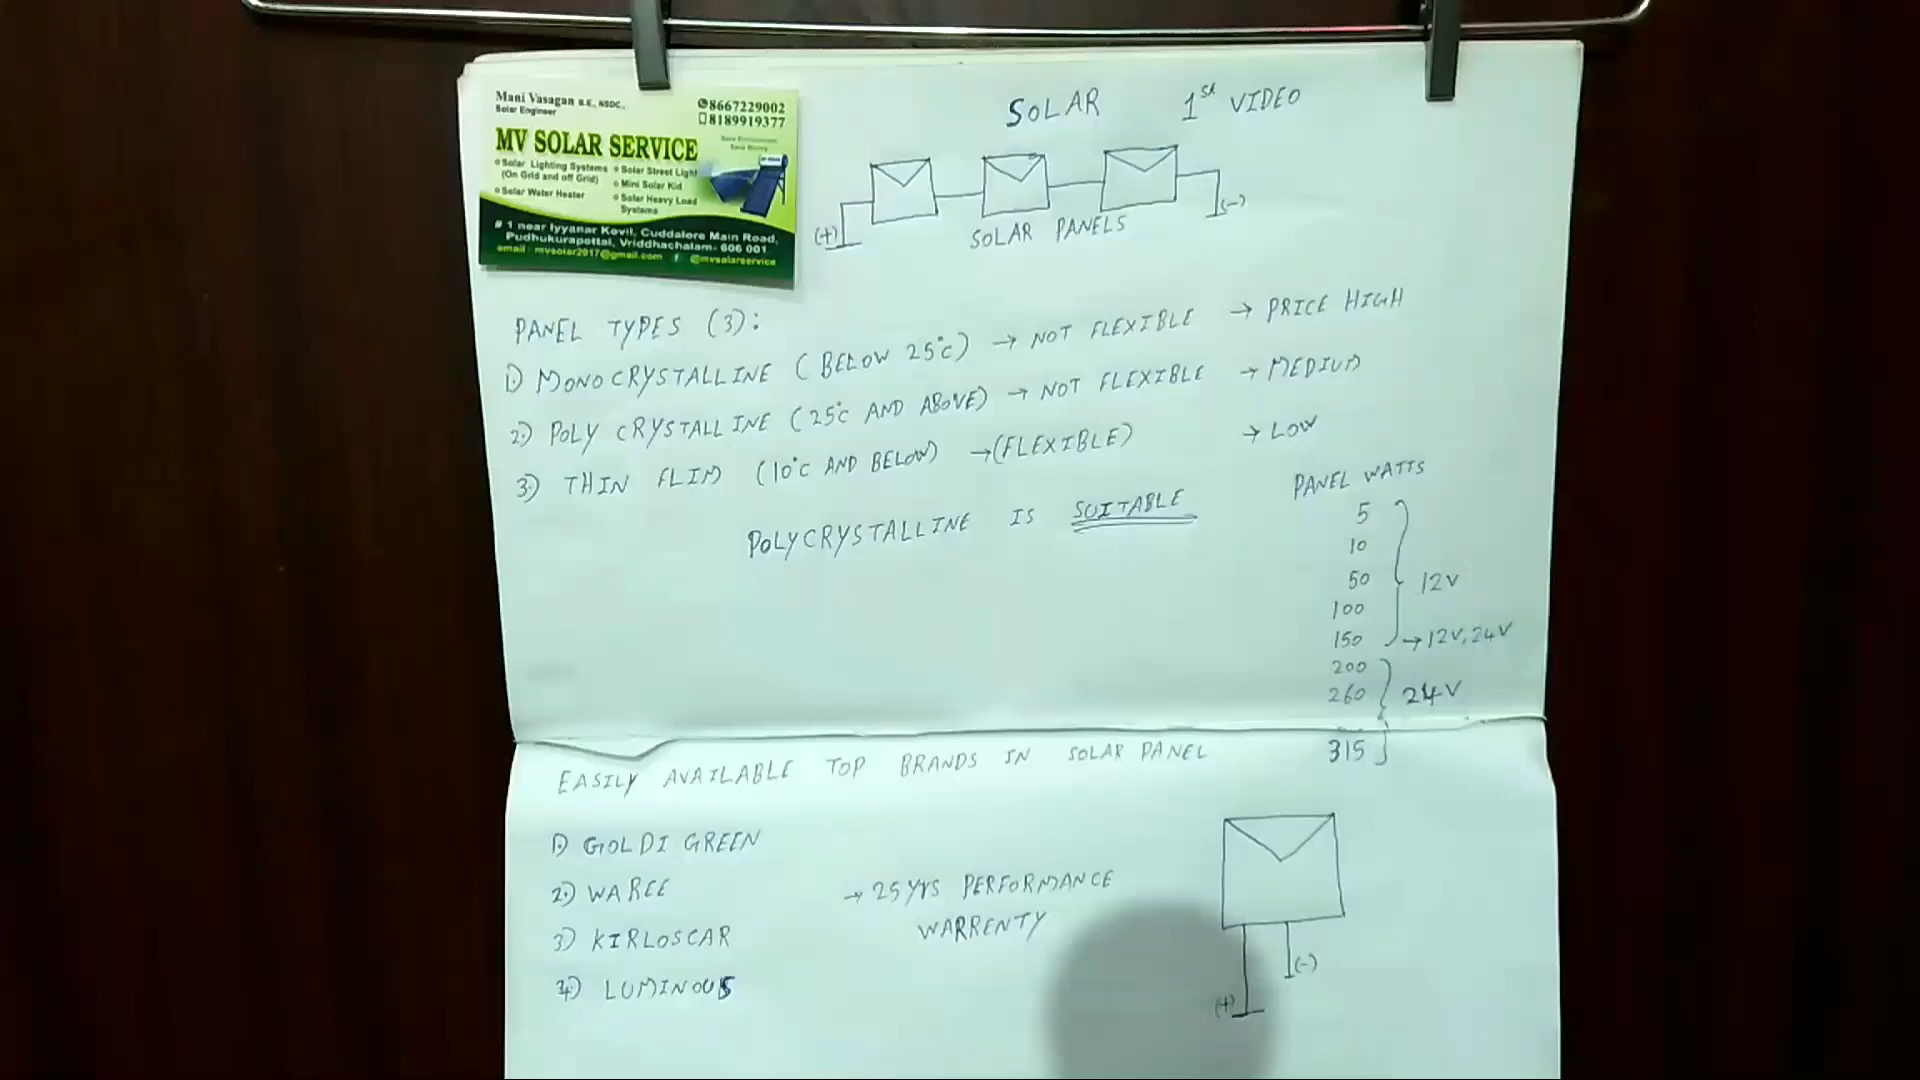 Mani Vasagan B.E., NSDC.,
Solar Engineer
8667229002
8189919377
MV SOLAR SERVICE
Save Environment
Save Money
Solar Lighting Systems
(On Grid and off Grid)
Solar Water Heater
Solar Street Light
Mini Solar Kid
Solar Heavy Load
Systems
# 1 near Iyyanar Kovil, Cuddalore Main Road,
Pudhukurapettai, Vriddhachalam- 606 001
email : mvsolar2017@gmail.com f @mvsolarservice
SOLAR 1st VIDEO
(+) (-)
SOLAR PANELS
PANEL TYPES (3):
1) MONOCRYSTALLINE (BELOW 25°C) → NOT FLEXIBLE → PRICE HIGH
2) POLY CRYSTALLINE (25°C AND ABOVE) → NOT FLEXIBLE → MEDIUM
3) THIN FLIM (10°C AND BELOW) → (FLEXIBLE) → LOW
POLYCRYSTALLINE IS SUITABLE
PANEL WATTS
5
10
50 12V
100
150 → 12V, 24V
200
260 24V
315
EASILY AVAILABLE TOP BRANDS IN SOLAR PANEL
1) GOLDI GREEN
2) WAREE
3) KIRLOSCAR
4) LUMINOUS
→ 25 yrs PERFORMANCE
WARRENTY
(-)
(+)